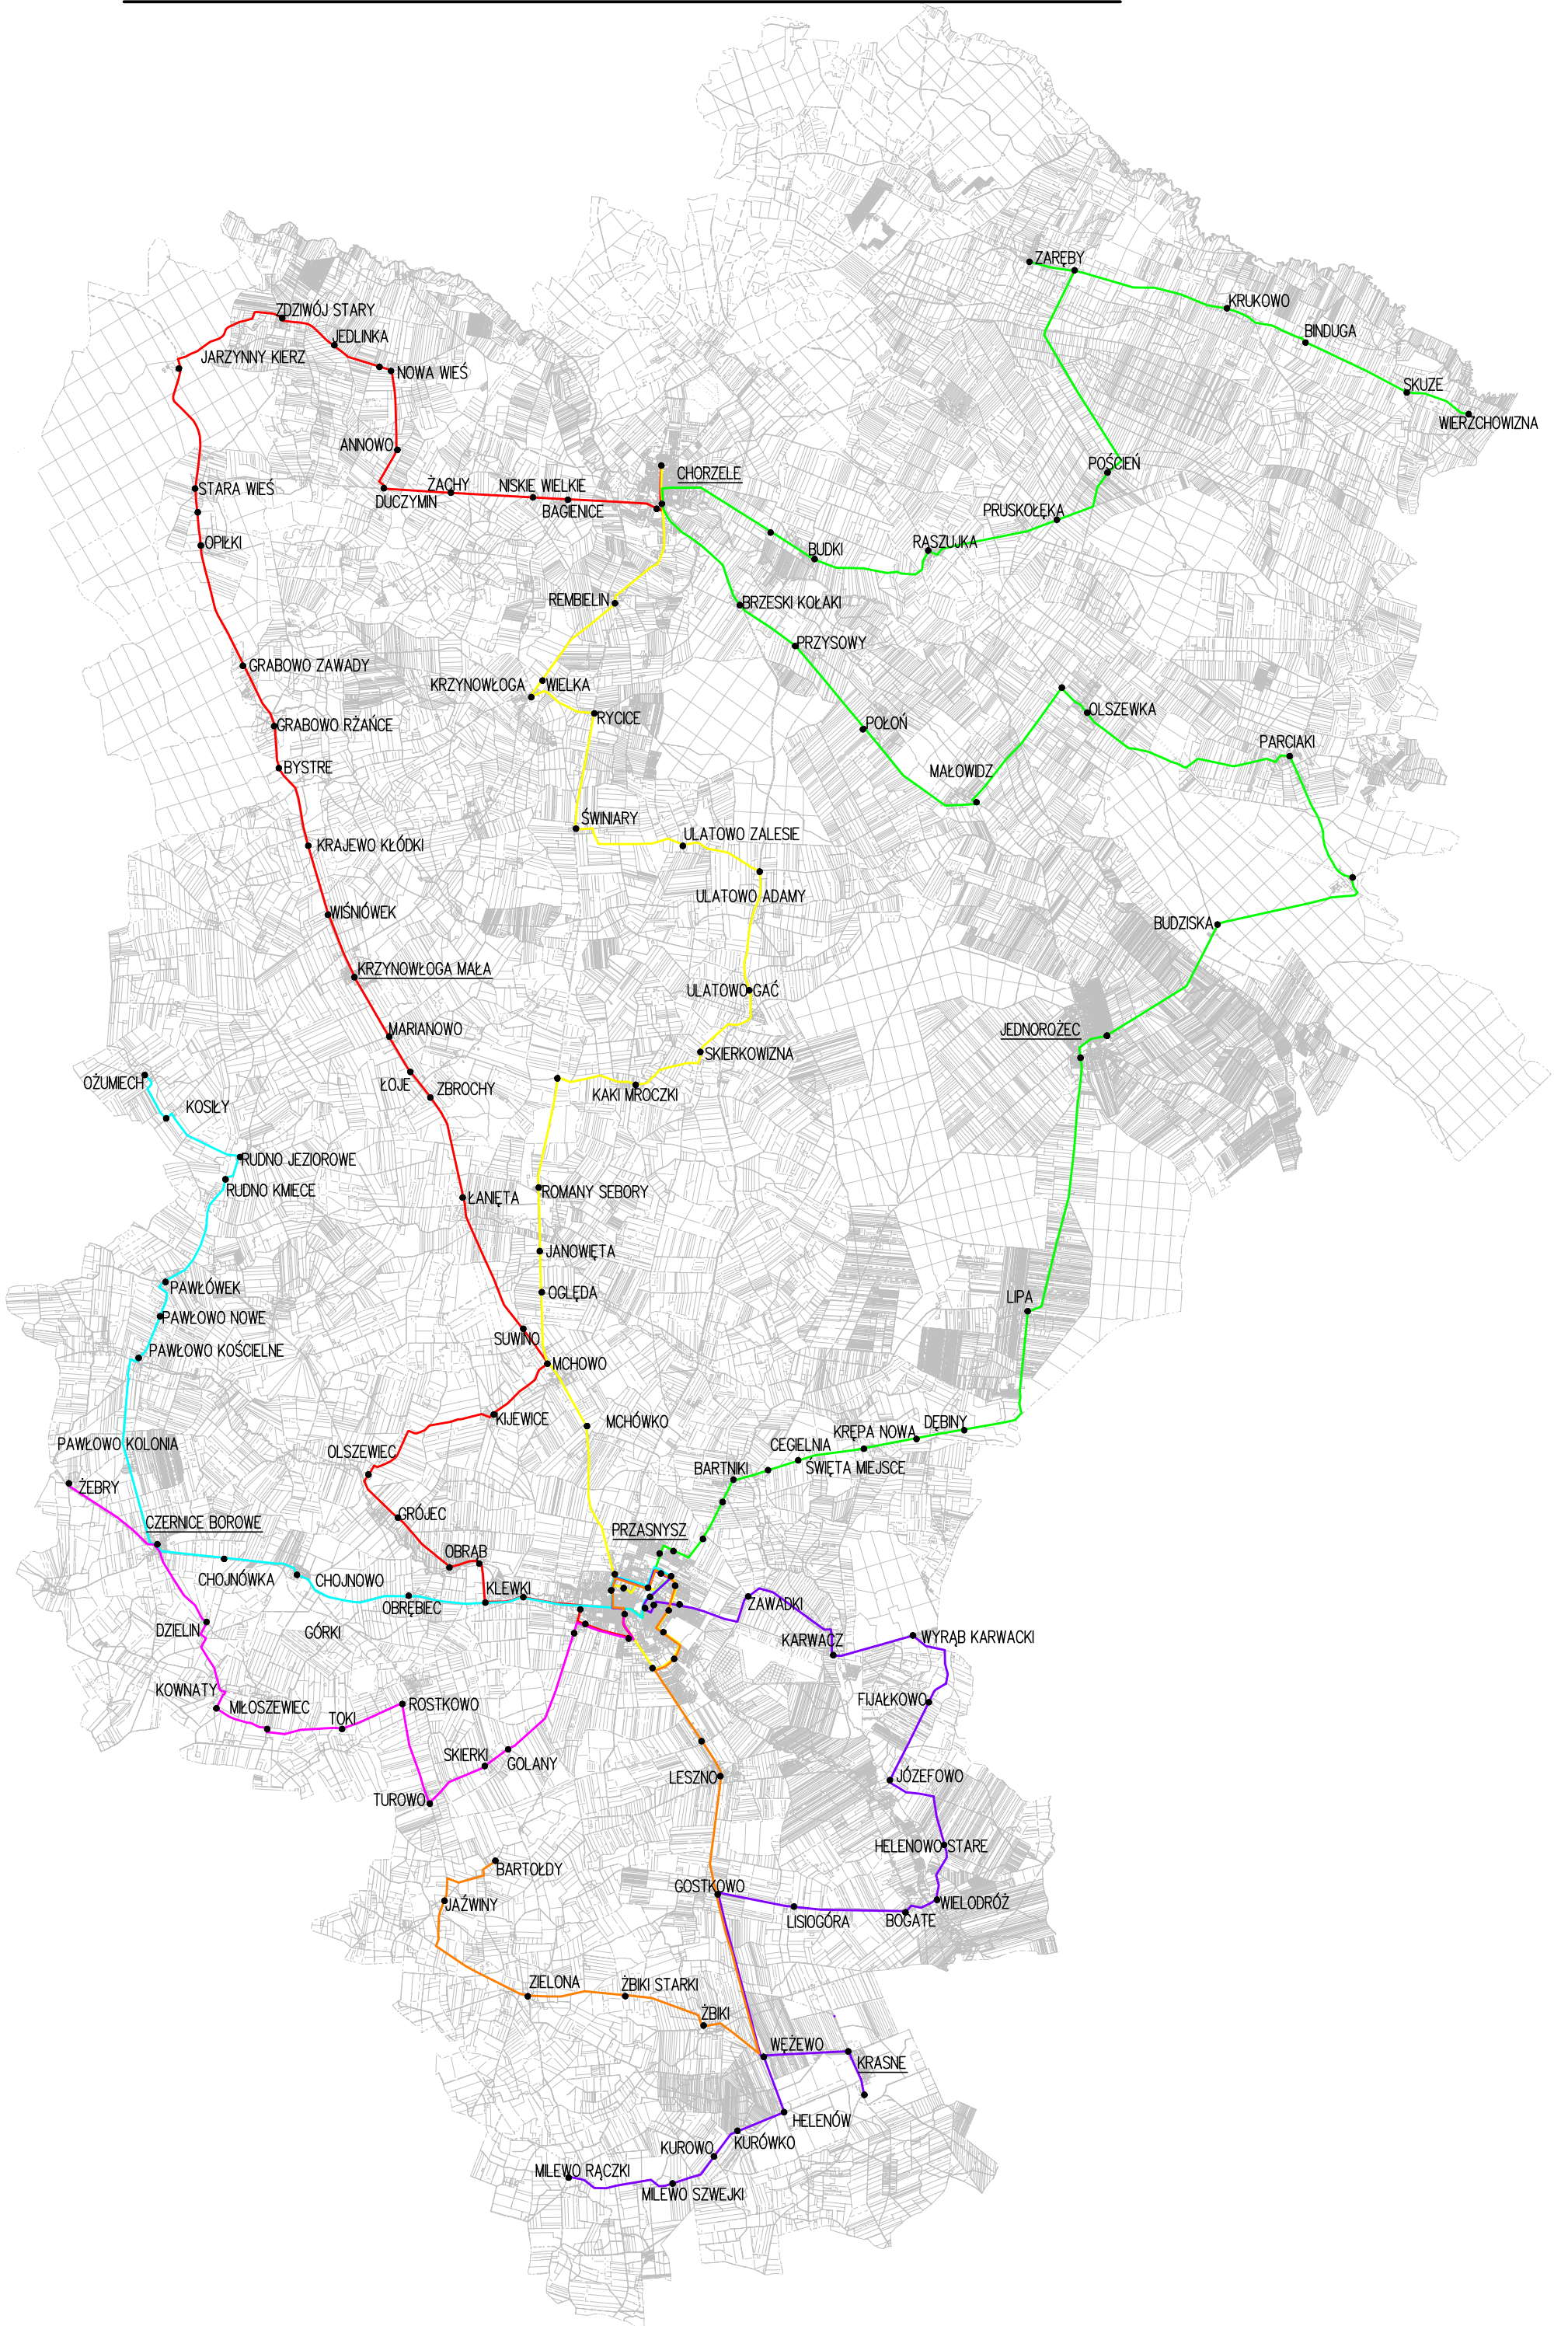 ZARĘBY
KRUKOWO
ZDZIWÓJ STARY
BINDUGA
JEDLINKA
JARZYNNY KIERZ
NOWA WIEŚ
SKUZE
WIERZCHOWIZNA
ANNOWO
POŚCIEŃ
CHORZELE
ŻACHY
NISKIE WIELKIE
STARA WIEŚ
DUCZYMIN
BAGIENICE
PRUSKOŁĘKA
OPIŁKI
RASZUJKA
BUDKI
REMBIELIN
BRZESKI KOŁAKI
PRZYSOWY
GRABOWO ZAWADY
KRZYNOWŁOGA WIELKA
RYCICE
OLSZEWKA
GRABOWO RŻAŃCE
POŁOŃ
PARCIAKI
BYSTRE
MAŁOWIDZ
ŚWINIARY
ULATOWO ZALESIE
KRAJEWO KŁÓDKI
ULATOWO ADAMY
WIŚNIÓWEK
BUDZISKA
KRZYNOWŁOGA MAŁA
ULATOWO GAĆ
MARIANOWO
JEDNOROŻEC
SKIERKOWIZNA
OŻUMIECH
ŁOJE
ZBROCHY
KAKI MROCZKI
KOSIŁY
RUDNO JEZIOROWE
RUDNO KMIECE
ROMANY SEBORY
ŁANIĘTA
JANOWIĘTA
PAWŁÓWEK
OGLĘDA
LIPA
PAWŁOWO NOWE
SUWINO
PAWŁOWO KOŚCIELNE
MCHOWO
KIJEWICE
MCHÓWKO
DĘBINY
KRĘPA NOWA
PAWŁOWO KOLONIA
CEGIELNIA
OLSZEWIEC
BARTNIKI
ŚWIĘTA MIEJSCE
ŻEBRY
GRÓJEC
CZERNICE BOROWE
PRZASNYSZ
OBRĄB
CHOJNÓWKA
CHOJNOWO
KLEWKI
OBRĘBIEC
ZAWADKI
DZIELIN
GÓRKI
KARWACZ
WYRĄB KARWACKI
KOWNATY
MIŁOSZEWIEC
ROSTKOWO
FIJAŁKOWO
TOKI
SKIERKI
GOLANY
LESZNO
JÓZEFOWO
TUROWO
HELENOWO STARE
BARTOŁDY
GOSTKOWO
JAŹWINY
LISIOGÓRA
BOGATE
WIELODRÓŻ
ZIELONA
ŻBIKI STARKI
ŻBIKI
WĘŻEWO
KRASNE
HELENÓW
KURÓWKO
KUROWO
MILEWO RĄCZKI
MILEWO SZWEJKI